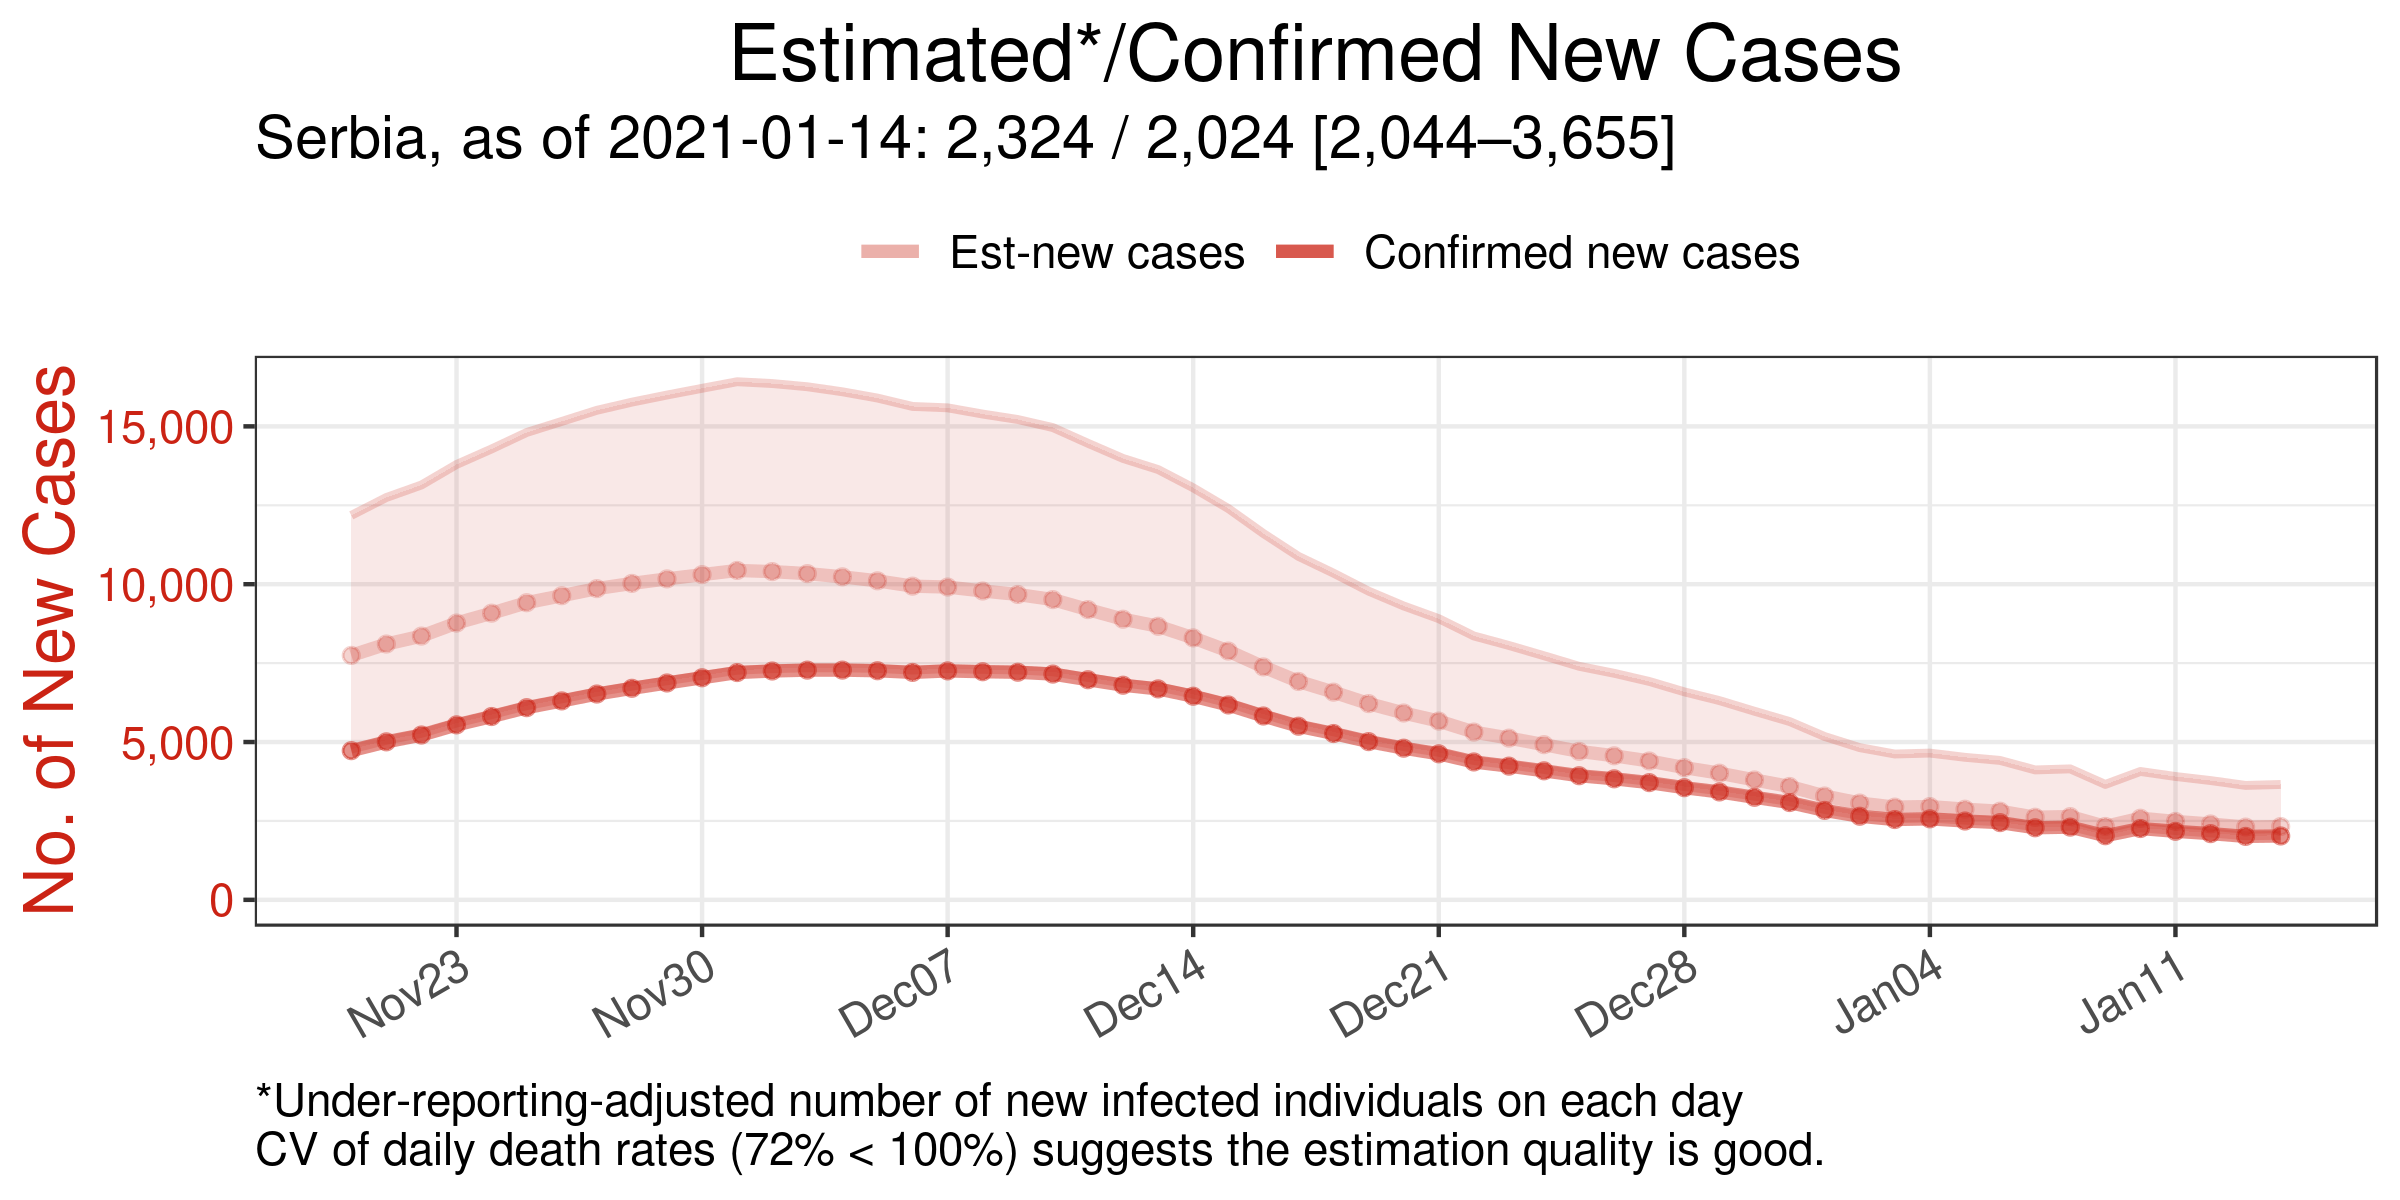 Estimated*/Confirmed New Cases
Serbia, as of 2021-01-14: 2,324 / 2,024 [2,044–3,655]
Est-new cases
Confirmed new cases
No. of New Cases
15,000
10,000
5,000
0
Nov23
Nov30
Dec07
Dec14
Dec21
Dec28
Jan04
Jan11
*Under-reporting-adjusted number of new infected individuals on each day
CV of daily death rates (72% < 100%) suggests the estimation quality is good.